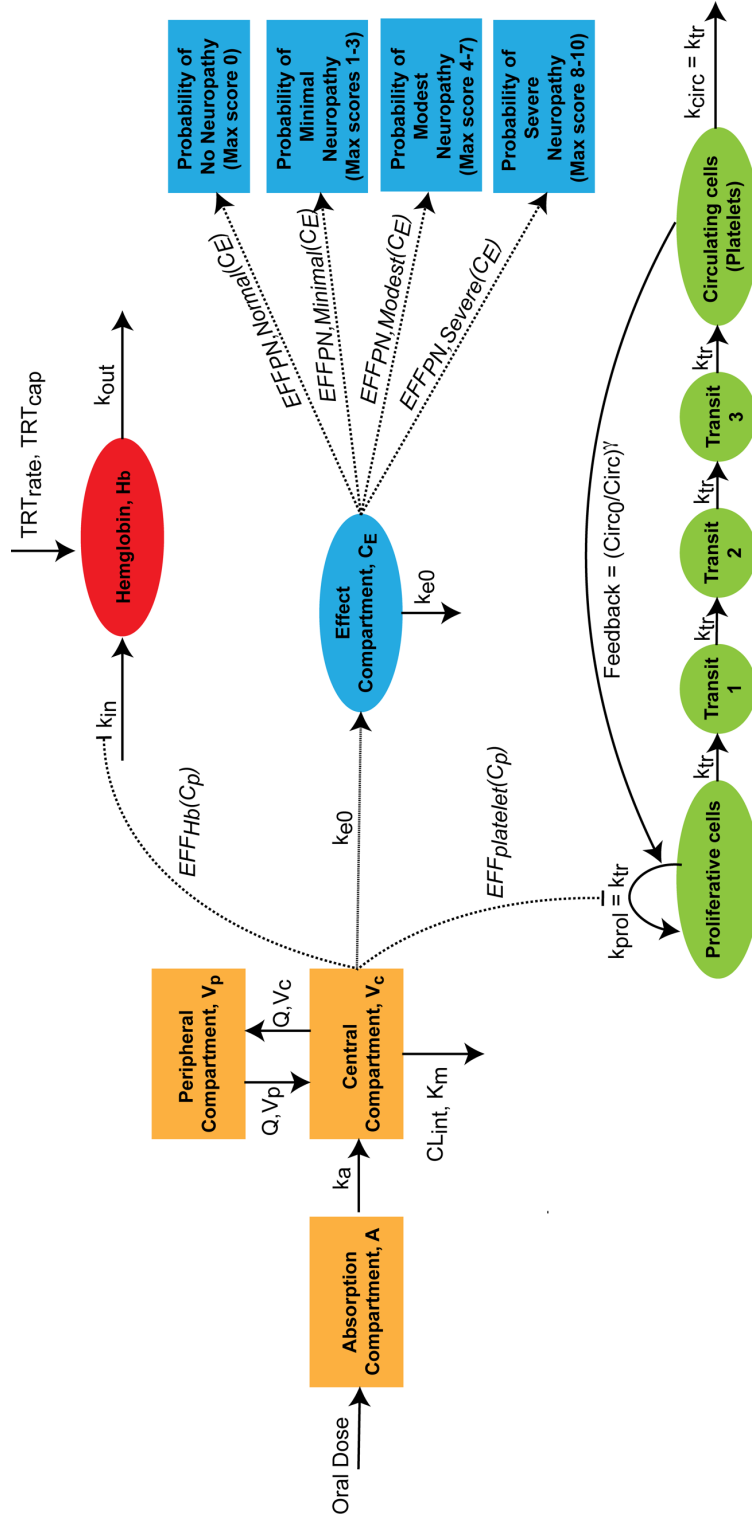 Oral Dose
Absorption
Compartment, A
ka
Peripheral
Compartment, Vp
Q,Vp
Q,Vc
Central
Compartment, Vc
CLint, Km
EFFHb(Cp)
kin
TRTrate, TRTcap
Hemglobin, Hb
kout
ke0
Effect
Compartment, CE
ke0
EFFPN,Normal(CE)
EFFPN,Minimal(CE)
EFFPN,Modest(CE)
EFFPN,Severe(CE)
Probability of
No Neuropathy
(Max score 0)
Probability of
Minimal
Neuropathy
(Max scores 1-3)
Probability of
Modest
Neuropathy
(Max score 4-7)
Probability of
Severe
Neuropathy
(Max score 8-10)
EFFplatelet(Cp)
kprol = ktr
Feedback = (Circ0/Circ)γ
Proliferative cells
ktr
Transit
1
ktr
Transit
2
ktr
Transit
3
ktr
Circulating cells
(Platelets)
kcirc = ktr